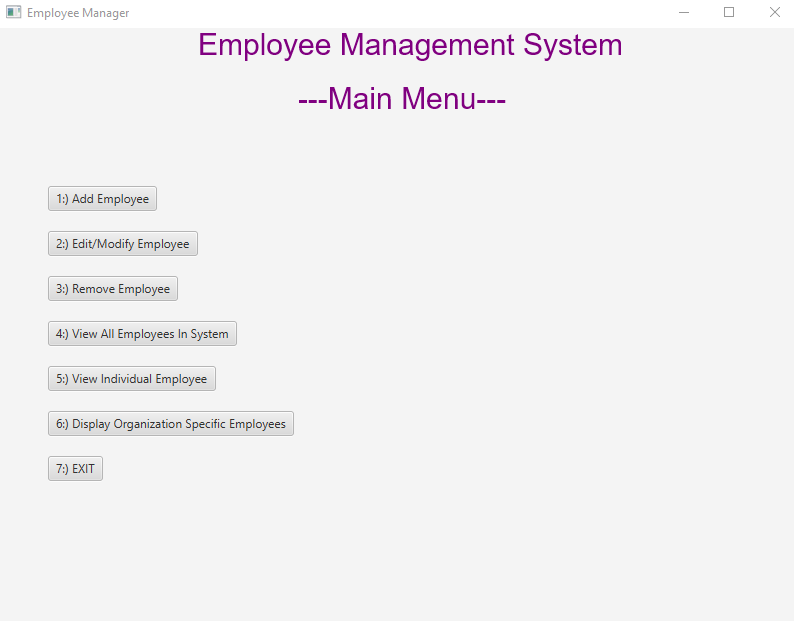 Employee Manager
Employee Management System
---Main Menu---
1:) Add Employee
2:) Edit/Modify Employee
3:) Remove Employee
4:) View All Employees In System
5:) View Individual Employee
6:) Display Organization Specific Employees
7:) EXIT